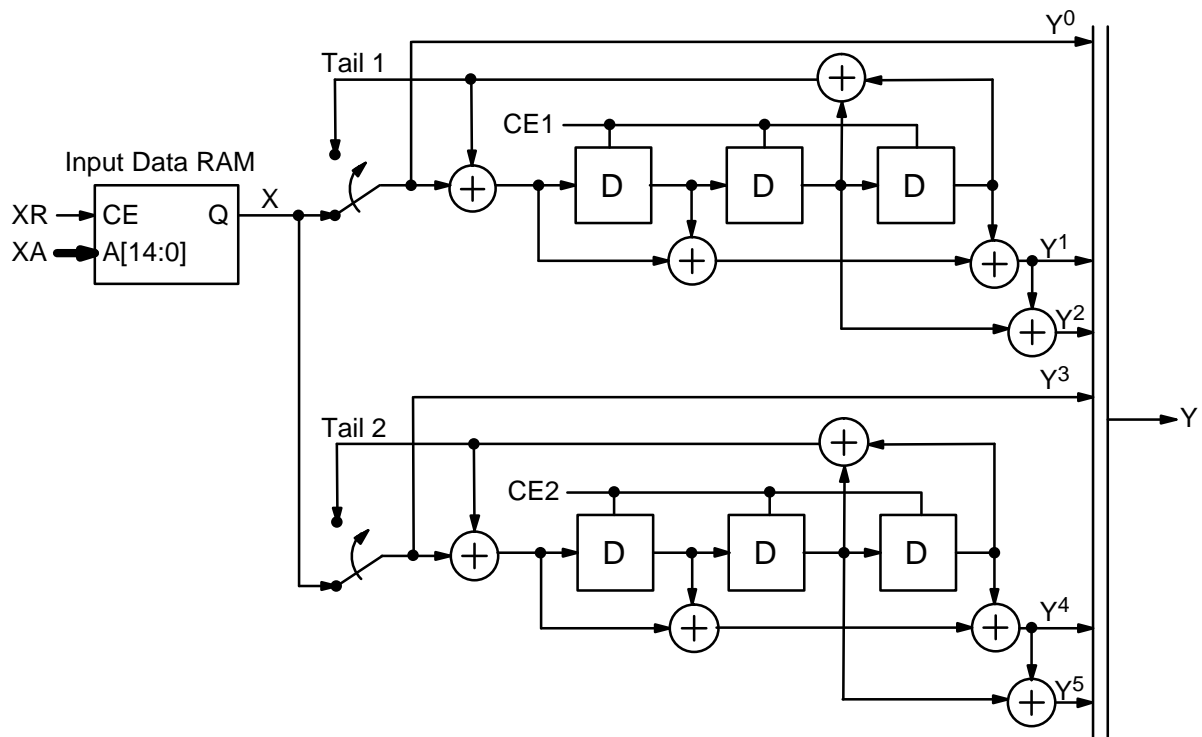 Y⁰
Tail 1
CE1
Input Data RAM
D D D
X
XR CE Q
XA A[14:0]
Y¹
Y²
Y³
Tail 2
Y
CE2
D D D
Y⁴
Y⁵